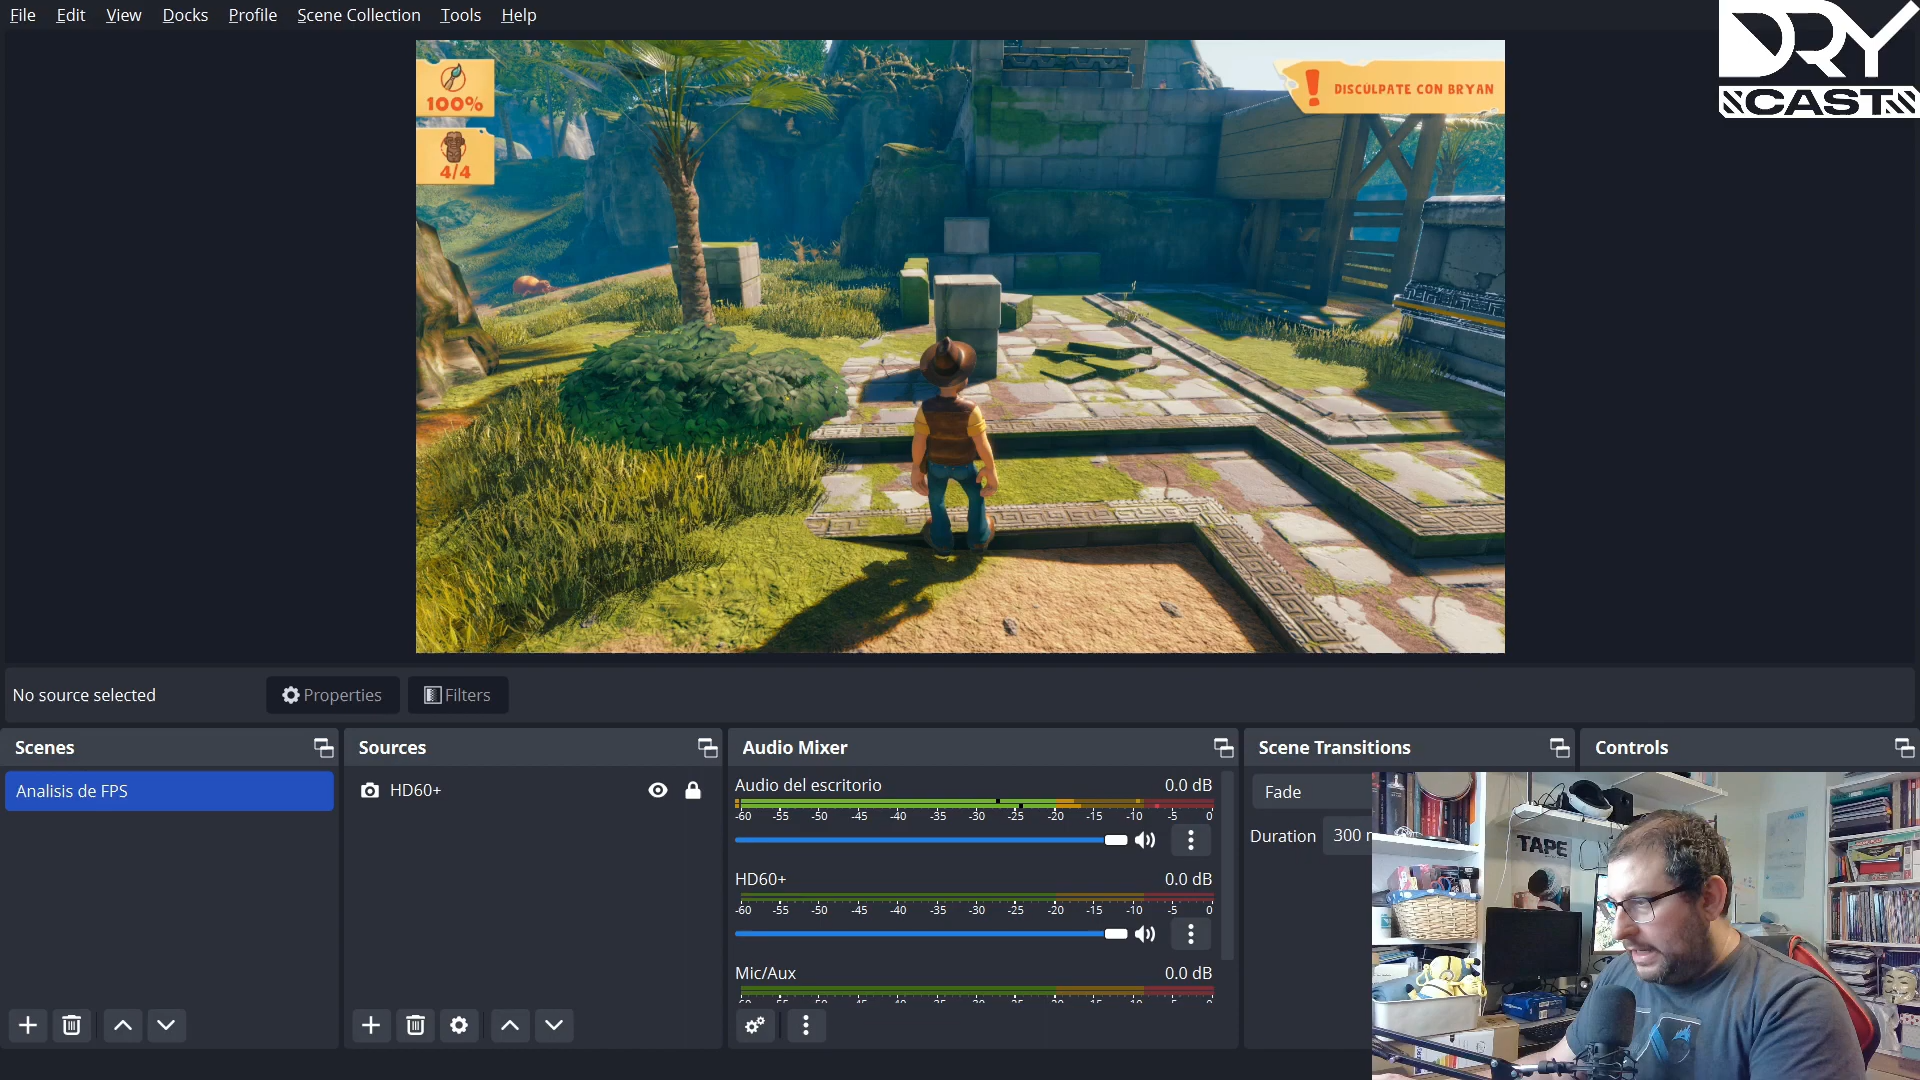 File Edit View Docks Profile Scene Collection Tools Help
DRY
CAST
100%
4/4
DISCÚLPATE CON BRYAN
No source selected Properties Filters
Scenes
Analisis de FPS
Sources
HD60+
Audio Mixer
Audio del escritorio 0.0 dB
-60 -55 -50 -45 -40 -35 -30 -25 -20 -15 -10 -5 0
HD60+ 0.0 dB
-60 -55 -50 -45 -40 -35 -30 -25 -20 -15 -10 -5 0
Mic/Aux 0.0 dB
Scene Transitions
Fade
Duration 300
Controls
TAPE